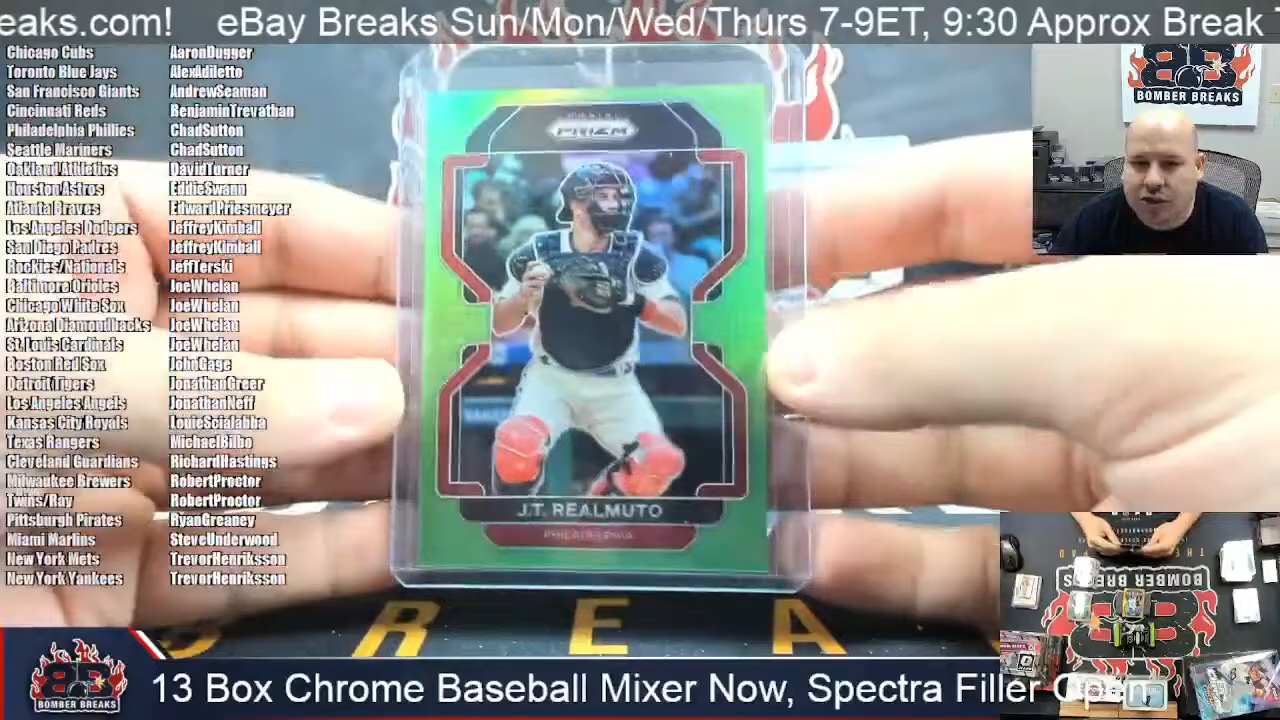 eaks.com! eBay Breaks Sun/Mon/Wed/Thurs 7-9ET, 9:30 Approx Break
Chicago Cubs AaronDugger
Toronto Blue Jays AlexAdiletto
San Francisco Giants AndrewSeaman
Cincinnati Reds BenjaminTrevathan
Philadelphia Phillies ChadSutton
Seattle Mariners ChadSutton
Oakland Athletics DavidTurner
Houston Astros EddieSwann
Atlanta Braves EdwardPriesmeyer
Los Angeles Dodgers JeffreyKimball
San Diego Padres JeffreyKimball
Rockies/Nationals JeffTerski
Baltimore Orioles JoeWhelan
Chicago White Sox JoeWhelan
Arizona Diamondbacks JoeWhelan
St. Louis Cardinals JoeWhelan
Boston Red Sox JohnGage
Detroit Tigers JonathanGreer
Los Angeles Angels JonathanNeff
Kansas City Royals LouieScialabba
Texas Rangers MichaelBilbo
Cleveland Guardians RichardHastings
Milwaukee Brewers RobertProctor
Twins/Ray RobertProctor
Pittsburgh Pirates RyanGreaney
Miami Marlins SteveUnderwood
New York Mets TrevorHenriksson
New York Yankees TrevorHenriksson
PANINI
PRIZM
J.T. REALMUTO
PHILADELPHIA
BOMBER BREAKS
BOMBER BREAKS
R E A
BOMBER BREAKS
13 Box Chrome Baseball Mixer Now, Spectra Filler Open